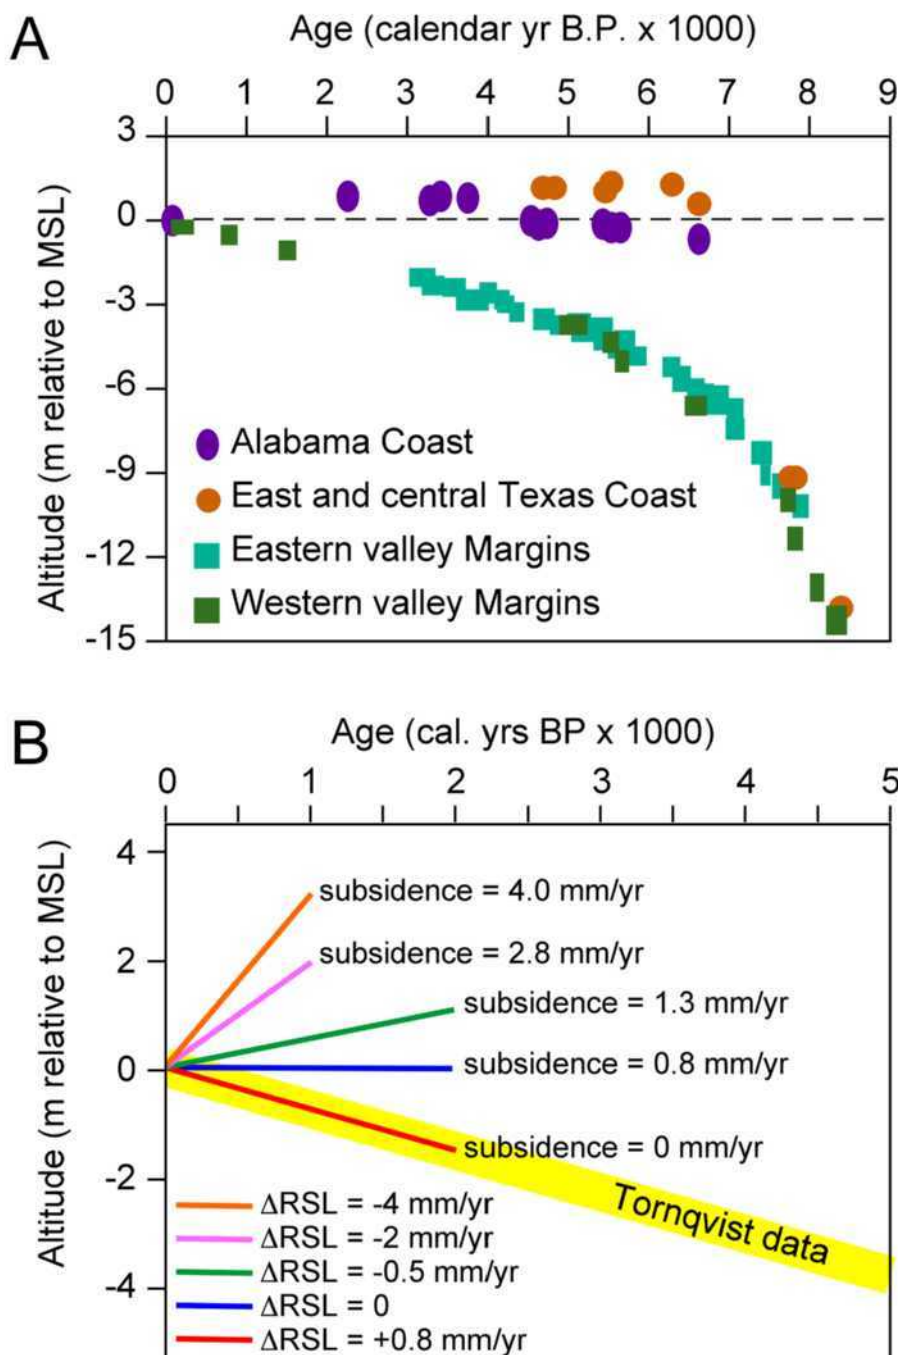 A
Age (calendar yr B.P. x 1000)
0 1 2 3 4 5 6 7 8 9
Altitude (m relative to MSL)
3
0
-3
-6
-9
-12
-15
Alabama Coast
East and central Texas Coast
Eastern valley Margins
Western valley Margins
B
Age (cal. yrs BP x 1000)
0 1 2 3 4 5
Altitude (m relative to MSL)
4
2
0
-2
-4
subsidence = 4.0 mm/yr
subsidence = 2.8 mm/yr
subsidence = 1.3 mm/yr
subsidence = 0.8 mm/yr
subsidence = 0 mm/yr
Tornqvist data
ΔRSL = -4 mm/yr
ΔRSL = -2 mm/yr
ΔRSL = -0.5 mm/yr
ΔRSL = 0
ΔRSL = +0.8 mm/yr